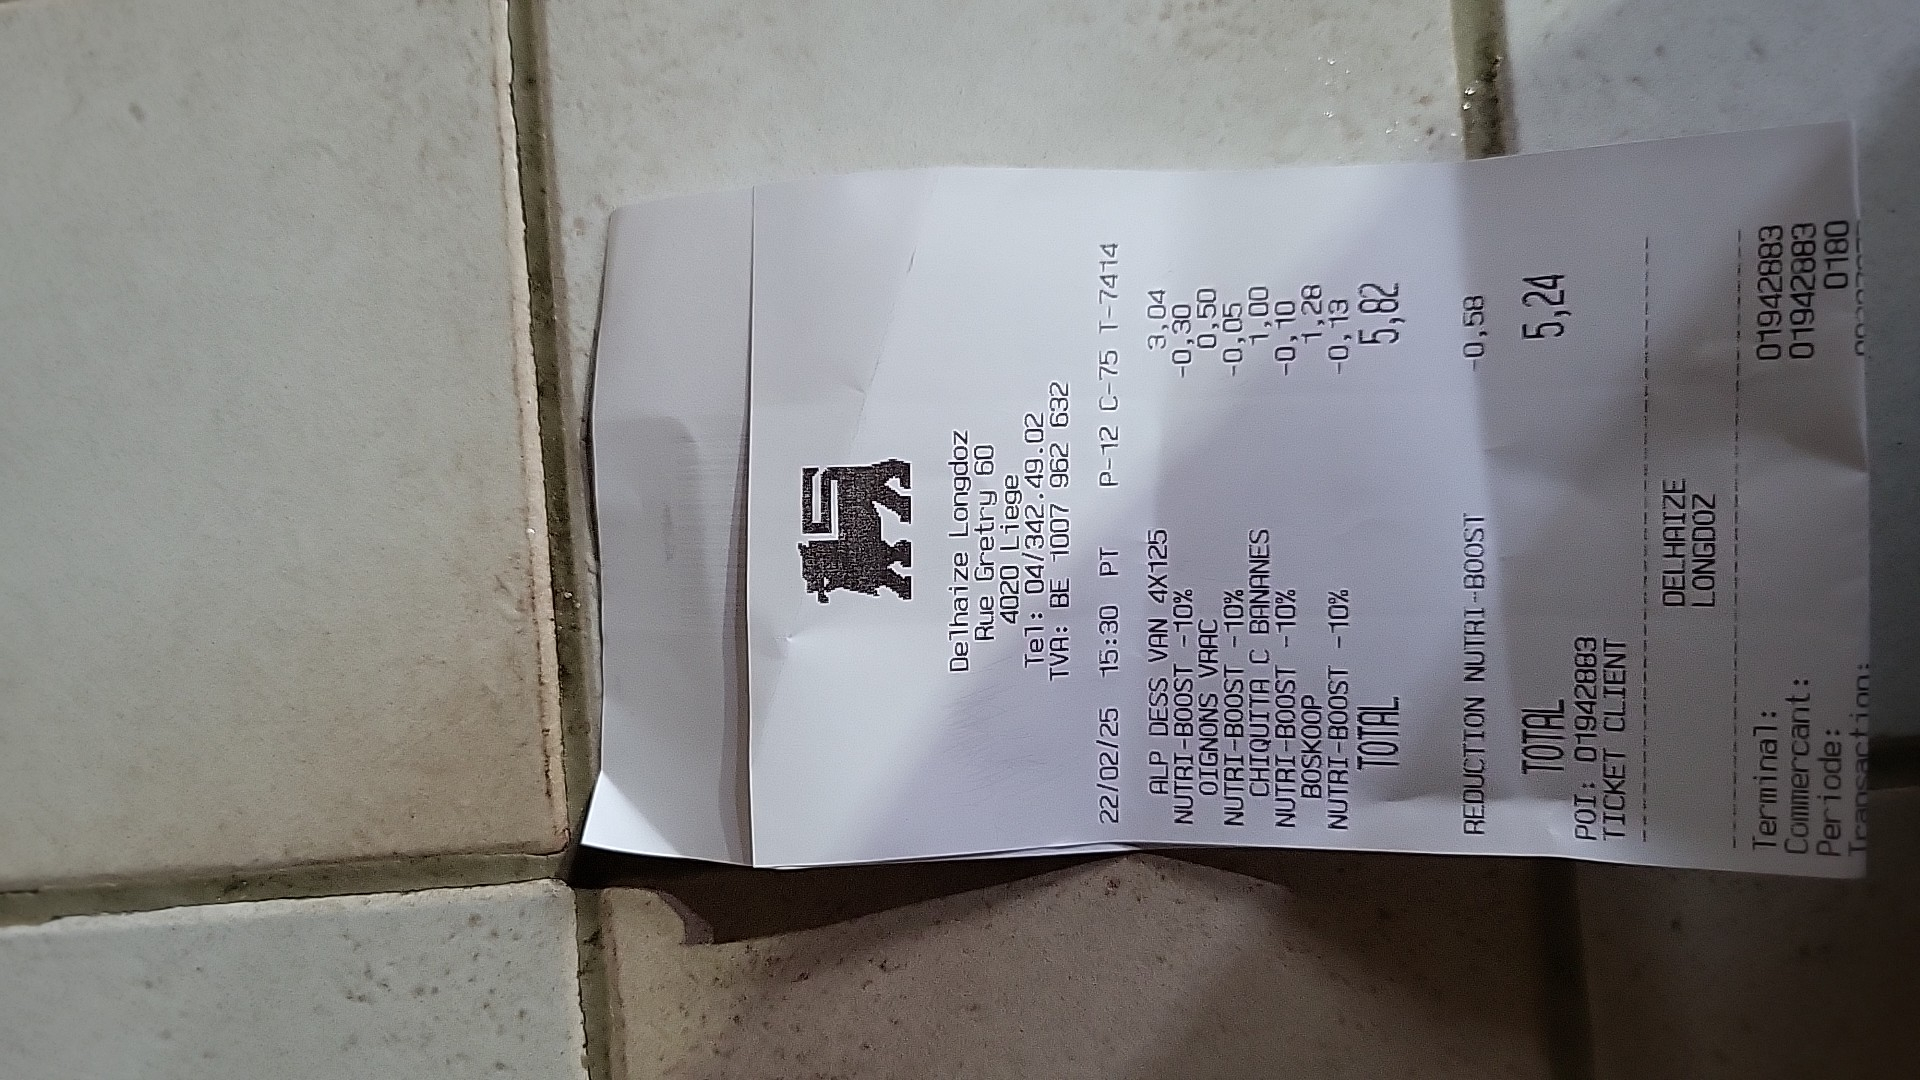 Delhaize Longdoz
Rue Gretry 60
4020 Liege
Tel: 04/342.49.02
TVA: BE 1007 962 632
22/02/25 15:30 PT P-12 C-75 T-7414
ALP DESS VAN 4X125 3,04
NUTRI-BOOST -10% -0,30
OIGNONS VRAC 0,50
NUTRI-BOOST -10% -0,05
CHIQUITTA C BANANES 1,00
NUTRI-BOOST -10% -0,10
BOSKOOP 1,28
NUTRI-BOOST -10% -0,13
TOTAL 5,82
REDUCTION NUTRI-BOOST -0,58
TOTAL 5,24
POI: 01942883
TICKET CLIENT
DELHAIZE
LONGDOZ
Terminal: 01942883
Commercant: 01942883
Periode: 0180
Transaction: